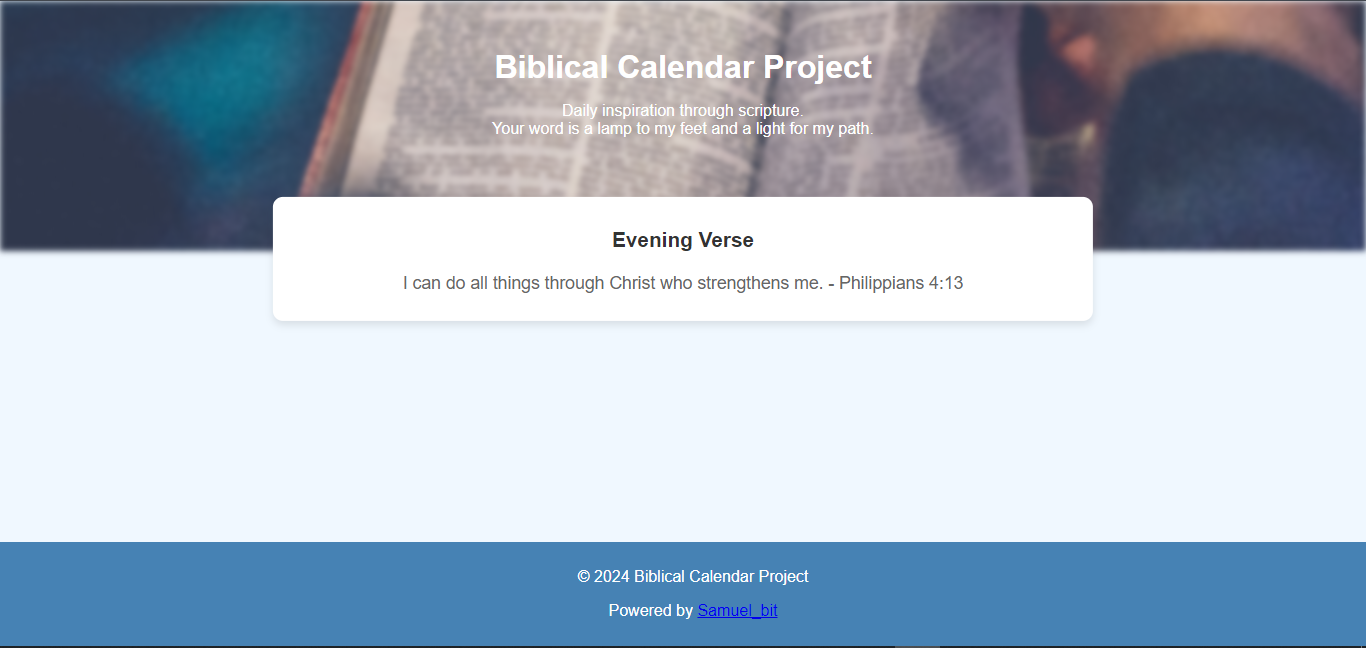 Biblical Calendar Project
Daily inspiration through scripture.
Your word is a lamp to my feet and a light for my path.
Evening Verse
I can do all things through Christ who strengthens me. - Philippians 4:13
© 2024 Biblical Calendar Project
Powered by Samuel_bit